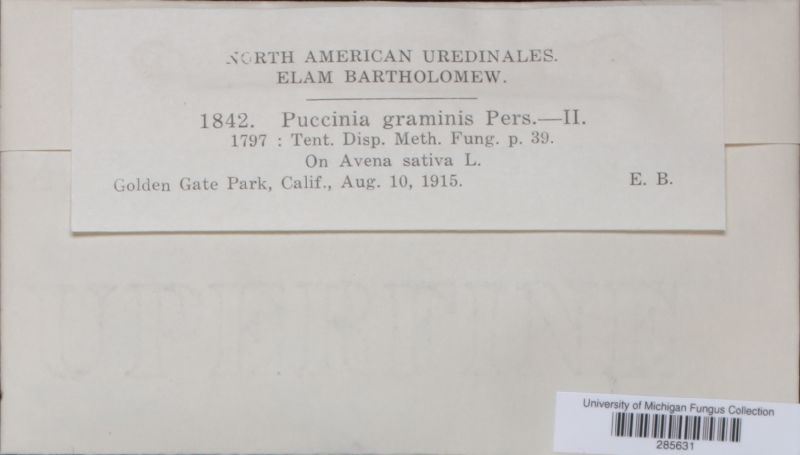 NORTH AMERICAN UREDINALES.
ELAM BARTHOLOMEW.
1842. Puccinia graminis Pers.—II.
1797 : Tent. Disp. Meth. Fung. p. 39.
On Avena sativa L.
Golden Gate Park, Calif., Aug. 10, 1915. E. B.
University of Michigan Fungus Collection
285631